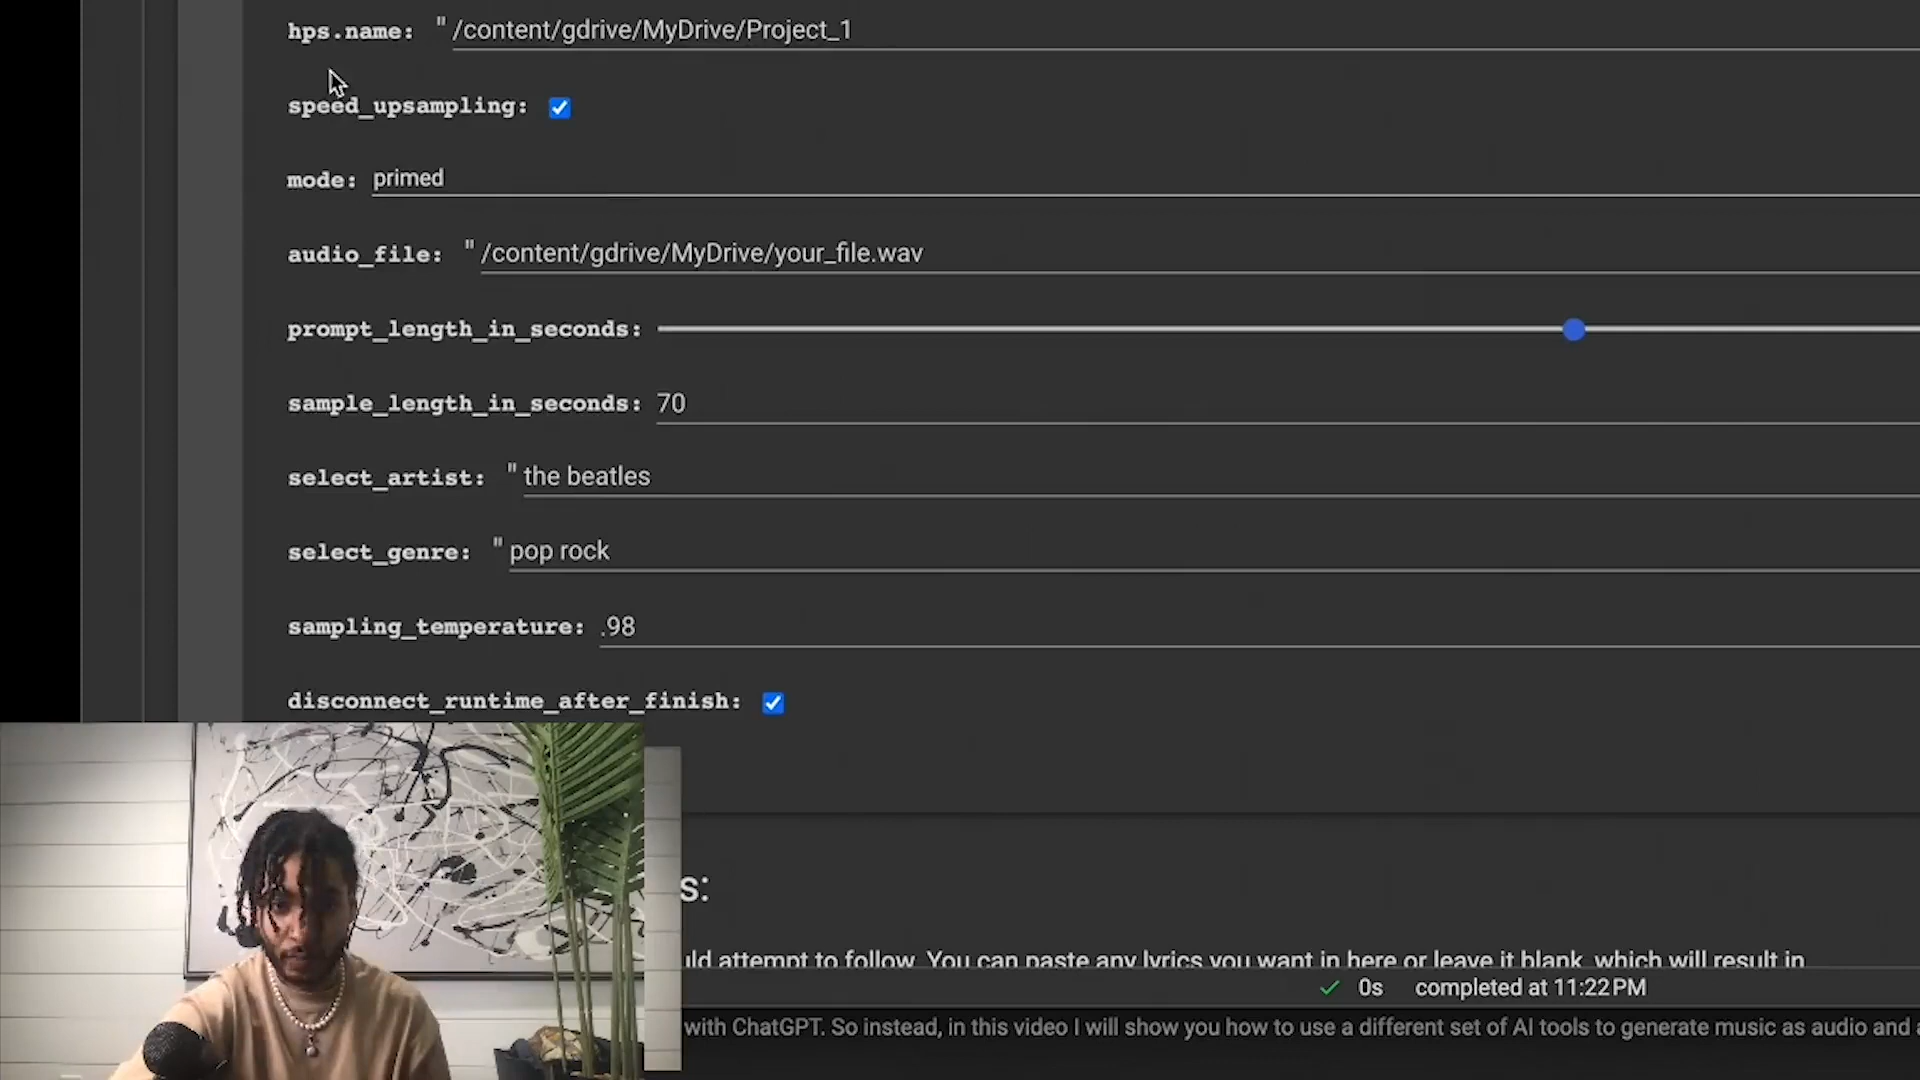 hps.name: " /content/gdrive/MyDrive/Project_1
speed_upsampling:
mode: primed
audio_file: " /content/gdrive/MyDrive/your_file.wav
prompt_length_in_seconds:
sample_length_in_seconds: 70
select_artist: " the beatles
select_genre: " pop rock
sampling_temperature: .98
disconnect_runtime_after_finish:
s:
uld attempt to follow. You can paste any lyrics you want in here or leave it blank, which will result in
0s completed at 11:22 PM
with ChatGPT. So instead, in this video I will show you how to use a different set of AI tools to generate music as audio and